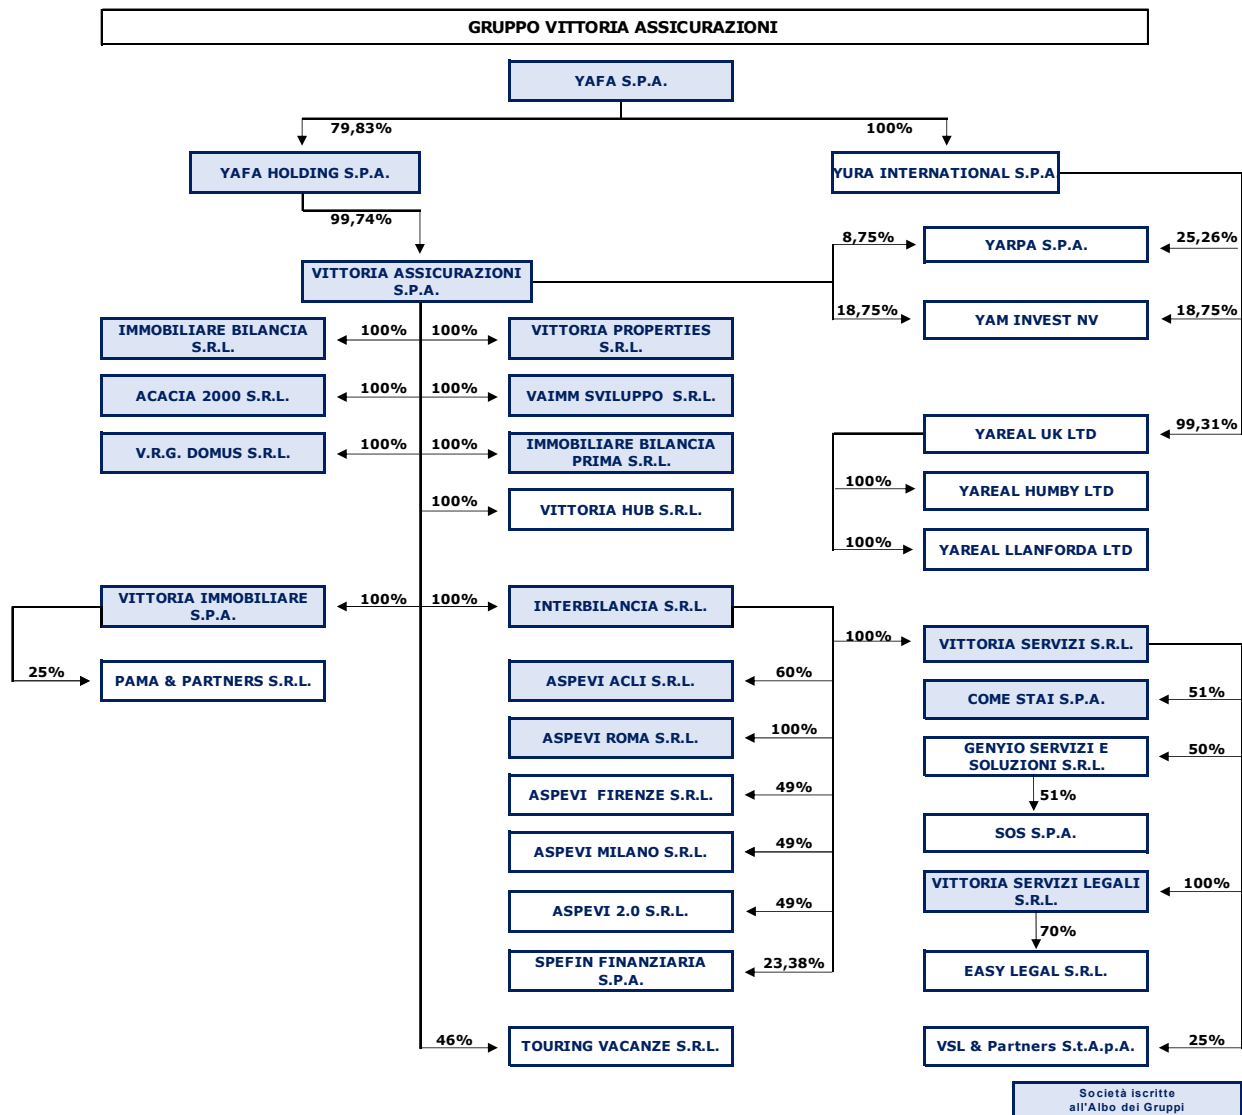 GRUPPO VITTORIA ASSICURAZIONI
YAFA S.P.A.
79,83%
100%
YAFA HOLDING S.P.A.
YURA INTERNATIONAL S.P.A
99,74%
8,75%
YARPA S.P.A.
25,26%
VITTORIA ASSICURAZIONI
S.P.A.
18,75%
YAM INVEST NV
18,75%
IMMOBILIARE BILANCIA
S.R.L.
100%
100%
VITTORIA PROPERTIES
S.R.L.
ACACIA 2000 S.R.L.
100%
100%
VAIMM SVILUPPO S.R.L.
YAREAL UK LTD
99,31%
V.R.G. DOMUS S.R.L.
100%
100%
IMMOBILIARE BILANCIA
PRIMA S.R.L.
100%
YAREAL HUMBY LTD
100%
VITTORIA HUB S.R.L.
100%
YAREAL LLANFORDA LTD
VITTORIA IMMOBILIARE
S.P.A.
100%
100%
INTERBILANCIA S.R.L.
100%
VITTORIA SERVIZI S.R.L.
25%
PAMA & PARTNERS S.R.L.
ASPEVI ACLI S.R.L.
60%
COME STAI S.P.A.
51%
ASPEVI ROMA S.R.L.
100%
GENYIO SERVIZI E
SOLUZIONI S.R.L.
50%
51%
ASPEVI FIRENZE S.R.L.
49%
SOS S.P.A.
ASPEVI MILANO S.R.L.
49%
VITTORIA SERVIZI LEGALI
S.R.L.
100%
ASPEVI 2.0 S.R.L.
49%
70%
SPEFIN FINANZIARIA
S.P.A.
23,38%
EASY LEGAL S.R.L.
46%
TOURING VACANZE S.R.L.
VSL & Partners S.t.A.p.A.
25%
Società iscritte
all'Albo dei Gruppi